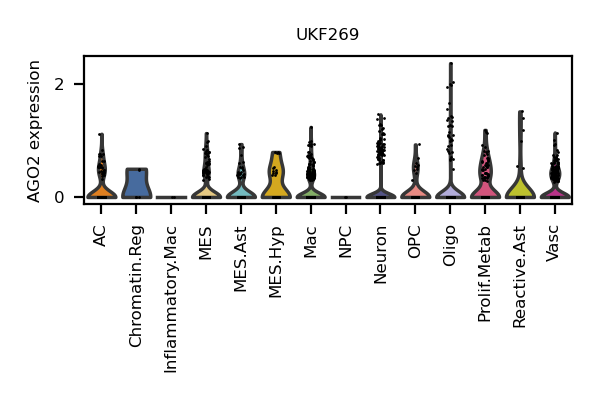 UKF269
AGO2 expression
2
0
AC
Chromatin.Reg
Inflammatory.Mac
MES
MES.Ast
MES.Hyp
Mac
NPC
Neuron
OPC
Oligo
Prolif.Metab
Reactive.Ast
Vasc